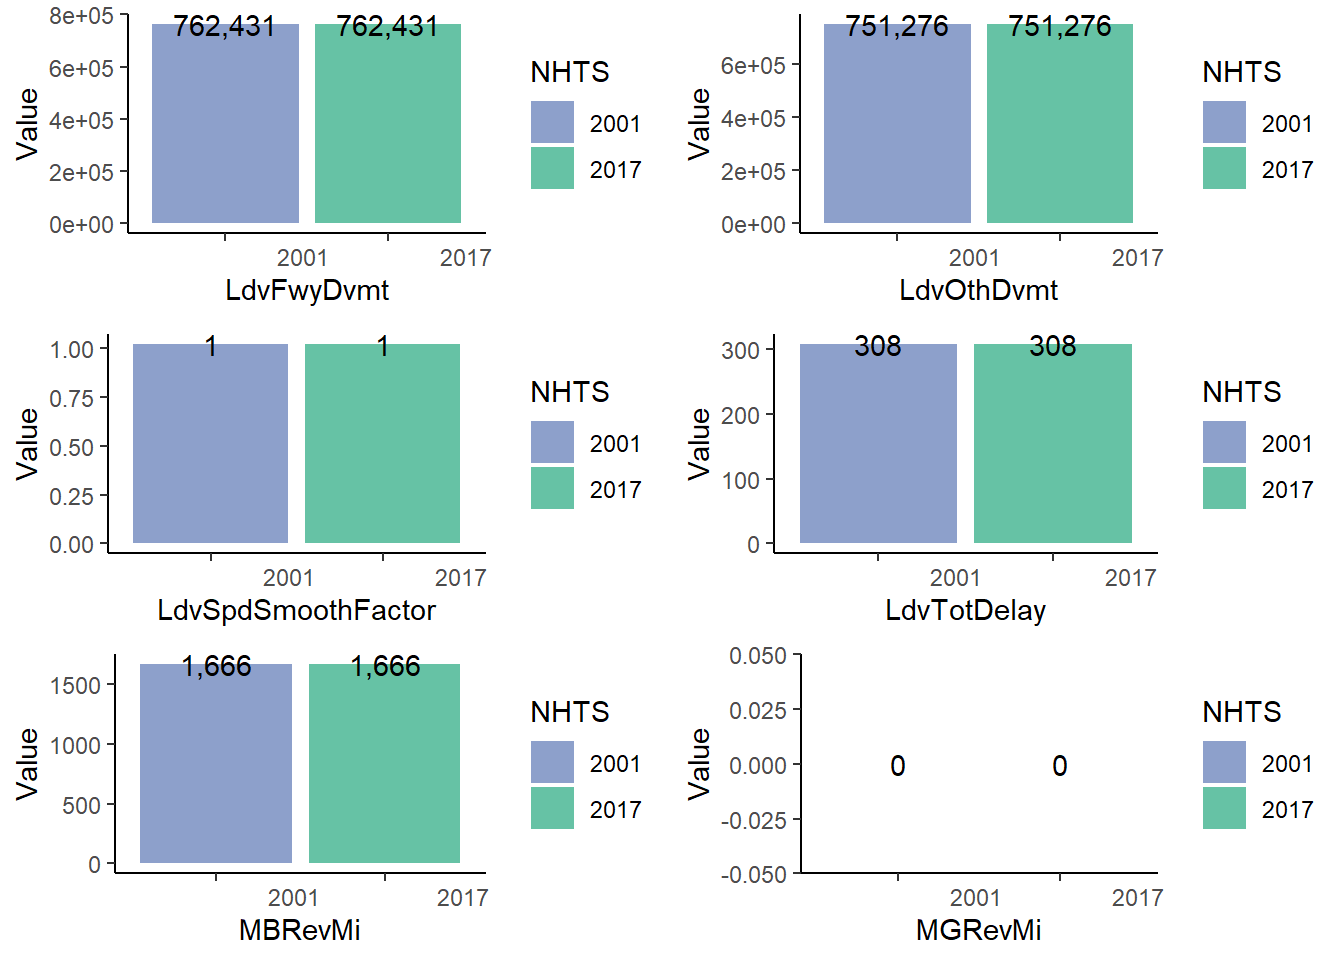 8e+05
6e+05
4e+05
2e+05
0e+00
Value
762,431 762,431
2001 2017
LdvFwyDvmt
NHTS
2001
2017
6e+05
4e+05
2e+05
0e+00
Value
751,276 751,276
2001 2017
LdvOthDvmt
NHTS
2001
2017
1.00
0.75
0.50
0.25
0.00
Value
1 1
2001 2017
LdvSpdSmoothFactor
NHTS
2001
2017
300
200
100
0
Value
308 308
2001 2017
LdvTotDelay
NHTS
2001
2017
1500
1000
500
0
Value
1,666 1,666
2001 2017
MBRevMi
NHTS
2001
2017
0.050
0.025
0.000
-0.025
-0.050
Value
0 0
2001 2017
MGRevMi
NHTS
2001
2017